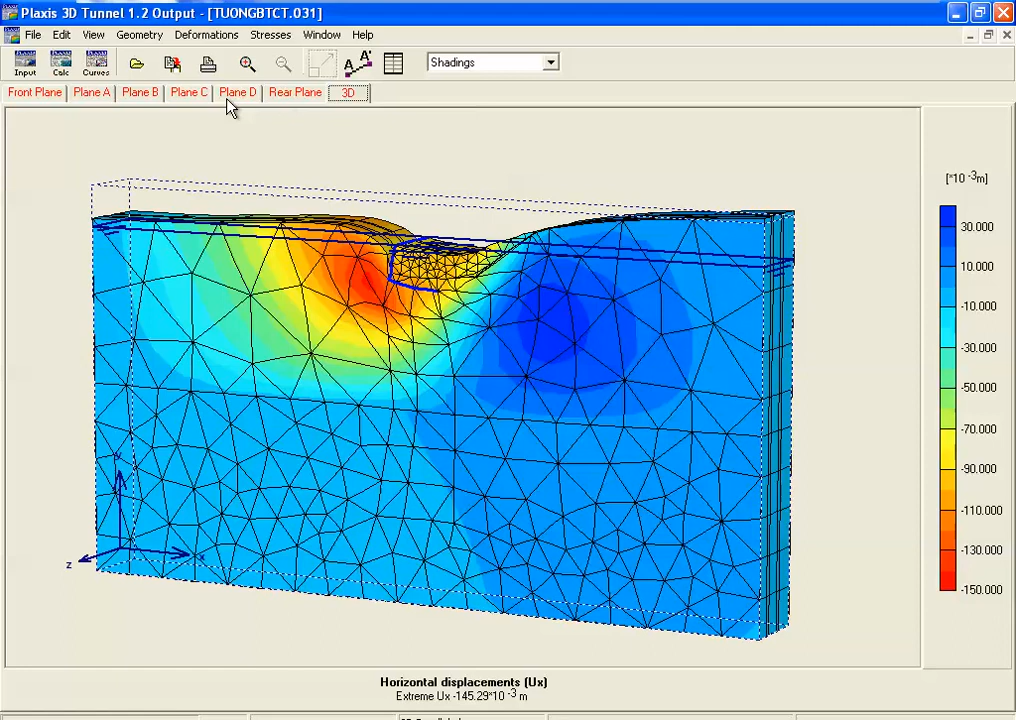 Plaxis 3D Tunnel 1.2 Output - [TUONGBTCT.031]
File Edit View Geometry Deformations Stresses Window Help
Input Calc Curves Shadings
Front Plane Plane A Plane B Plane C Plane D Rear Plane 3D
[*10 -3m]
30.000
10.000
-10.000
-30.000
-50.000
-70.000
-90.000
-110.000
-130.000
-150.000
y
x
z
Horizontal displacements (Ux)
Extreme Ux -145.29*10 -3 m